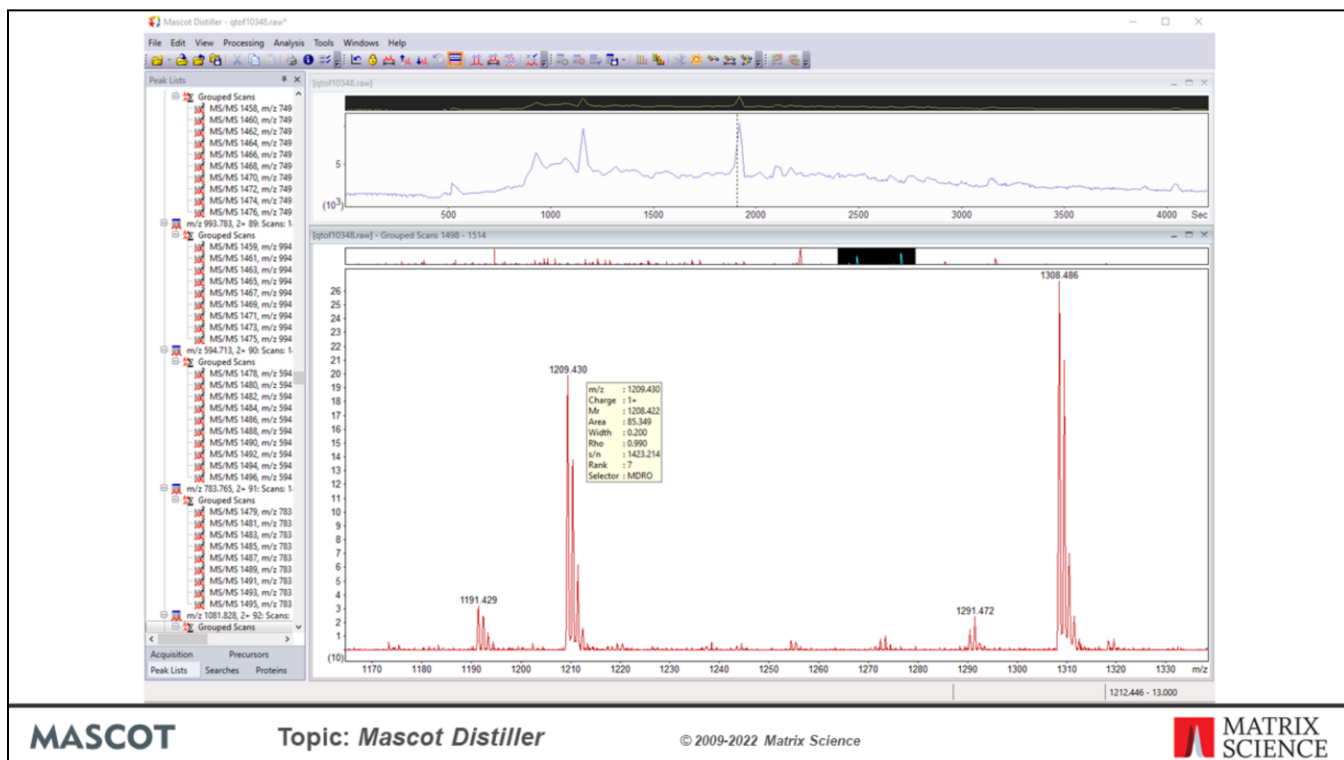 Mascot Distiller - qtof10348.raw*
File Edit View Processing Analysis Tools Windows Help
Peak Lists
Grouped Scans
MS/MS 1458, m/z 749
MS/MS 1460, m/z 749
MS/MS 1462, m/z 749
MS/MS 1464, m/z 749
MS/MS 1466, m/z 749
MS/MS 1468, m/z 749
MS/MS 1470, m/z 749
MS/MS 1472, m/z 749
MS/MS 1474, m/z 749
MS/MS 1476, m/z 749
m/z 993.783, 2+ 89: Scans: 1-
Grouped Scans
MS/MS 1459, m/z 994
MS/MS 1461, m/z 994
MS/MS 1463, m/z 994
MS/MS 1465, m/z 994
MS/MS 1467, m/z 994
MS/MS 1469, m/z 994
MS/MS 1471, m/z 994
MS/MS 1473, m/z 994
MS/MS 1475, m/z 994
m/z 594.713, 2+ 90: Scans: 1-
Grouped Scans
MS/MS 1478, m/z 594
MS/MS 1480, m/z 594
MS/MS 1482, m/z 594
MS/MS 1484, m/z 594
MS/MS 1486, m/z 594
MS/MS 1488, m/z 594
MS/MS 1490, m/z 594
MS/MS 1492, m/z 594
MS/MS 1494, m/z 594
MS/MS 1496, m/z 594
m/z 783.765, 2+ 91: Scans: 1-
Grouped Scans
MS/MS 1479, m/z 783
MS/MS 1481, m/z 783
MS/MS 1483, m/z 783
MS/MS 1485, m/z 783
MS/MS 1487, m/z 783
MS/MS 1489, m/z 783
MS/MS 1491, m/z 783
MS/MS 1493, m/z 783
MS/MS 1495, m/z 783
m/z 1081.828, 2+ 92: Scans:
Grouped Scans
Acquisition Precursors
Peak Lists Searches Proteins
[qtof10348.raw]
5
(10³)
500 1000 1500 2000 2500 3000 3500 4000 Sec
[qtof10348.raw] - Grouped Scans 1498 - 1514
26
25
24
23
22
21
20
19
18
17
16
15
14
13
12
11
10
9
8
7
6
5
4
3
2
1
(10)
1308.486
1209.430
m/z : 1209.430
Charge : 1+
Mr : 1208.422
Area : 85.349
Width : 0.200
Rho : 0.990
s/n : 1423.214
Rank : 7
Selector : MDRO
1191.429
1291.472
1170 1180 1190 1200 1210 1220 1230 1240 1250 1260 1270 1280 1290 1300 1310 1320 1330 m/z
1212.446 - 13.000
MASCOT
Topic: Mascot Distiller
© 2009-2022 Matrix Science
MATRIX
SCIENCE